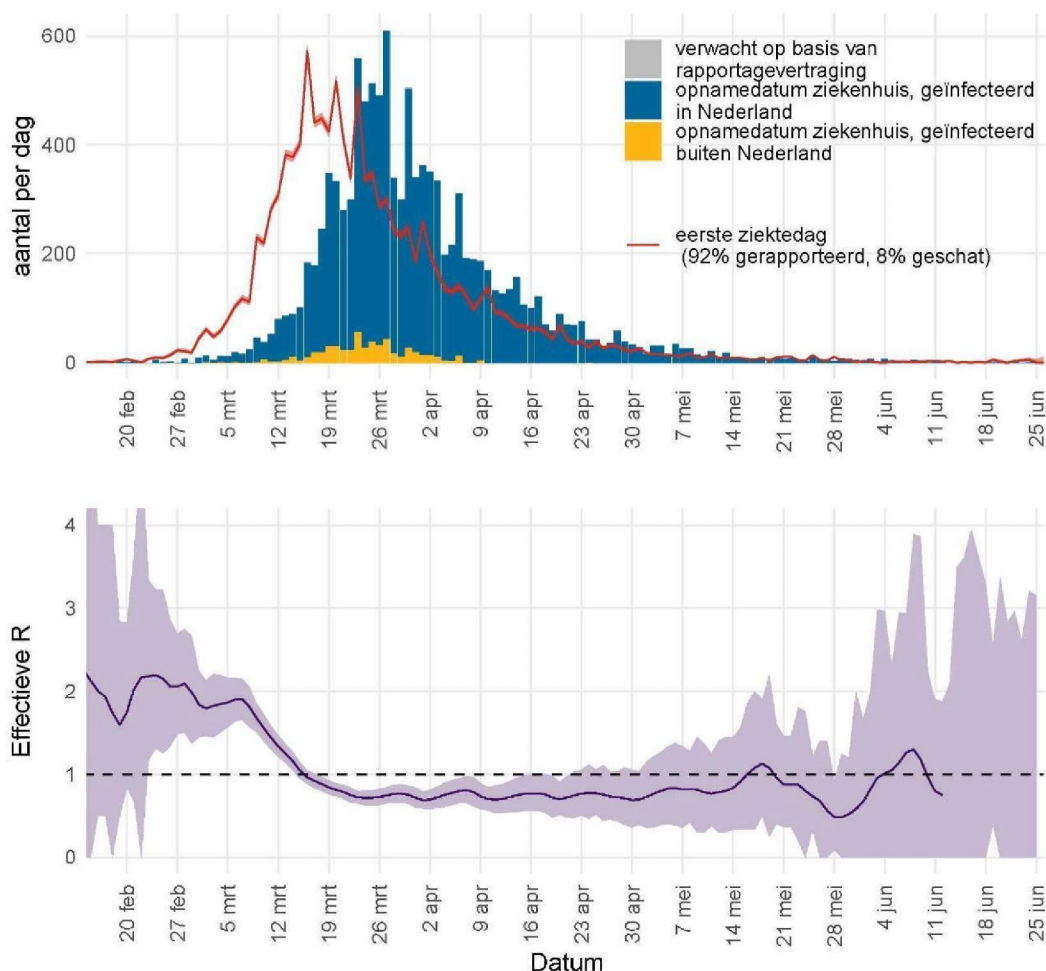 600
400
200
0
aantal per dag
verwacht op basis van
rapportagevertraging
opnamedatum ziekenhuis, geïnfecteerd
in Nederland
opnamedatum ziekenhuis, geïnfecteerd
buiten Nederland
eerste ziektedag
(92% gerapporteerd, 8% geschat)
20 feb
27 feb
5 mrt
12 mrt
19 mrt
26 mrt
2 apr
9 apr
16 apr
23 apr
30 apr
7 mei
14 mei
21 mei
28 mei
4 jun
11 jun
18 jun
25 jun
4
3
2
1
0
Effectieve R
20 feb
27 feb
5 mrt
12 mrt
19 mrt
26 mrt
2 apr
9 apr
16 apr
23 apr
30 apr
7 mei
14 mei
21 mei
28 mei
4 jun
11 jun
18 jun
25 jun
Datum